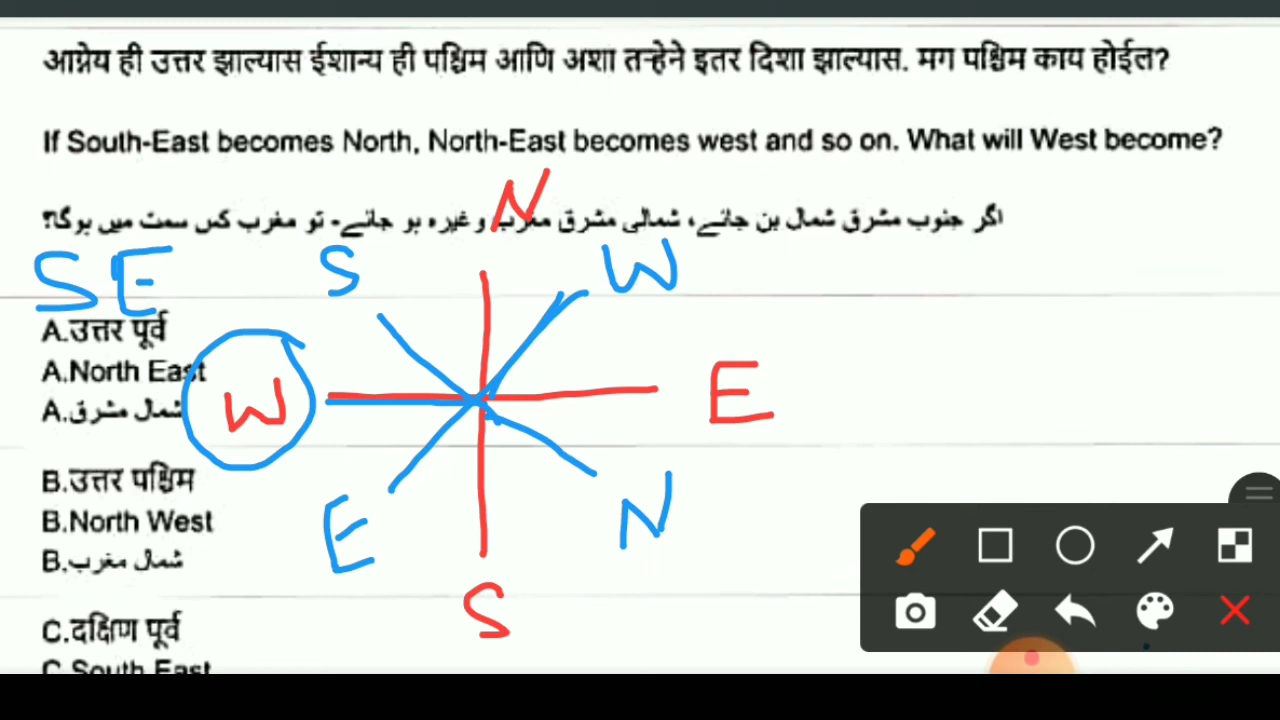 आग्नेय ही उत्तर झाल्यास ईशान्य ही पश्चिम आणि अशा तऱ्हेने इतर दिशा झाल्यास. मग पश्चिम काय होईल?
If South-East becomes North, North-East becomes west and so on. What will West become?
N
اگر جنوب مشرق شمال بن جائے، شمالی مشرق مغرب و غیره ہو جائے- تو مغرب کس سمت میں ہوگا؟
SE S W
A.उत्तर पूर्व
A.North East
W E
A.شمال مشرق
B.उत्तर पश्चिम
B.North West
E N
B.شمال مغرب
S
C.दक्षिण पूर्व
C.South East